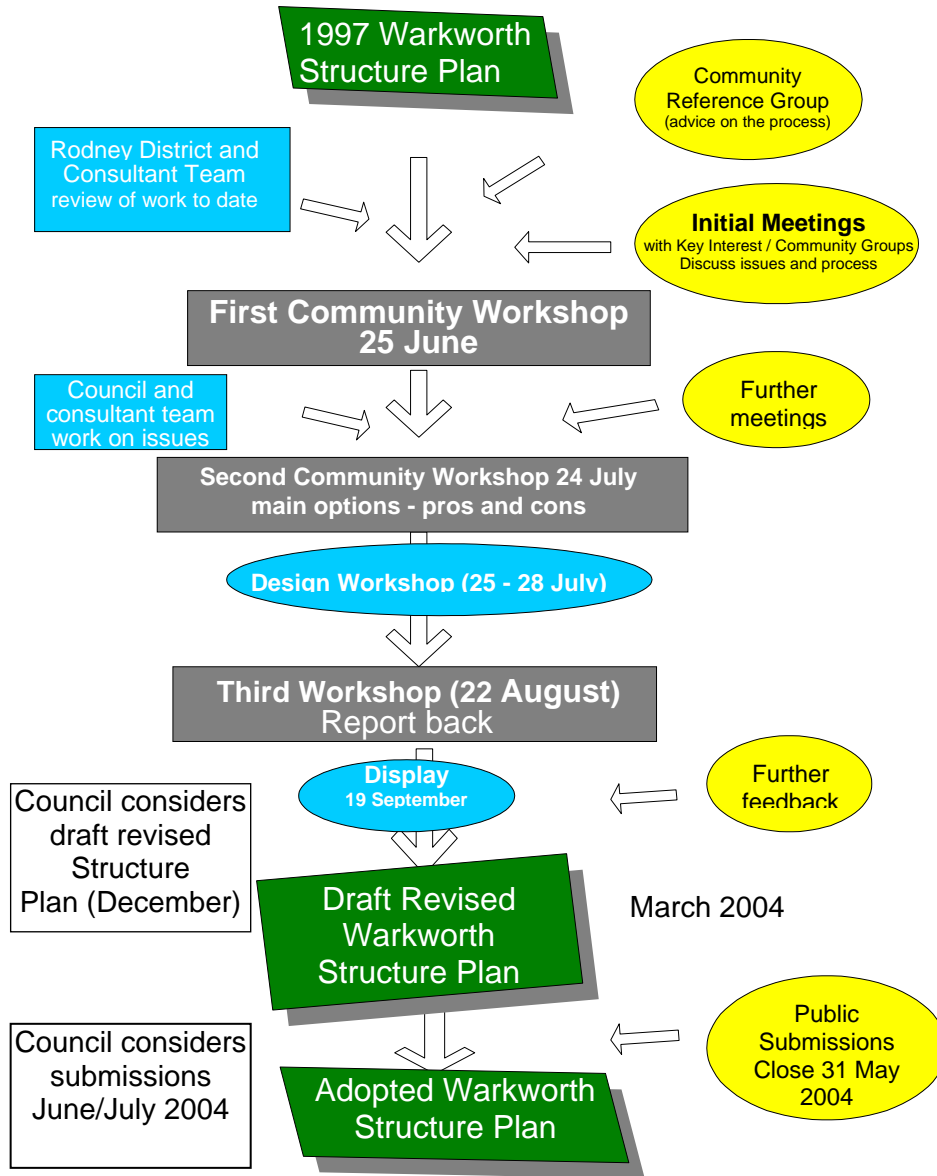 1997 Warkworth
Structure Plan
Community
Reference Group
(advice on the process)
Rodney District and
Consultant Team
review of work to date
Initial Meetings
with Key Interest / Community Groups
Discuss issues and process
First Community Workshop
25 June
Council and
consultant team
work on issues
Further
meetings
Second Community Workshop 24 July
main options - pros and cons
Design Workshop (25 - 28 July)
Third Workshop (22 August)
Report back
Display
19 September
Further
feedback
Council considers
draft revised
Structure
Plan (December)
Draft Revised
Warkworth
Structure Plan
March 2004
Public
Submissions
Close 31 May
2004
Council considers
submissions
June/July 2004
Adopted Warkworth
Structure Plan